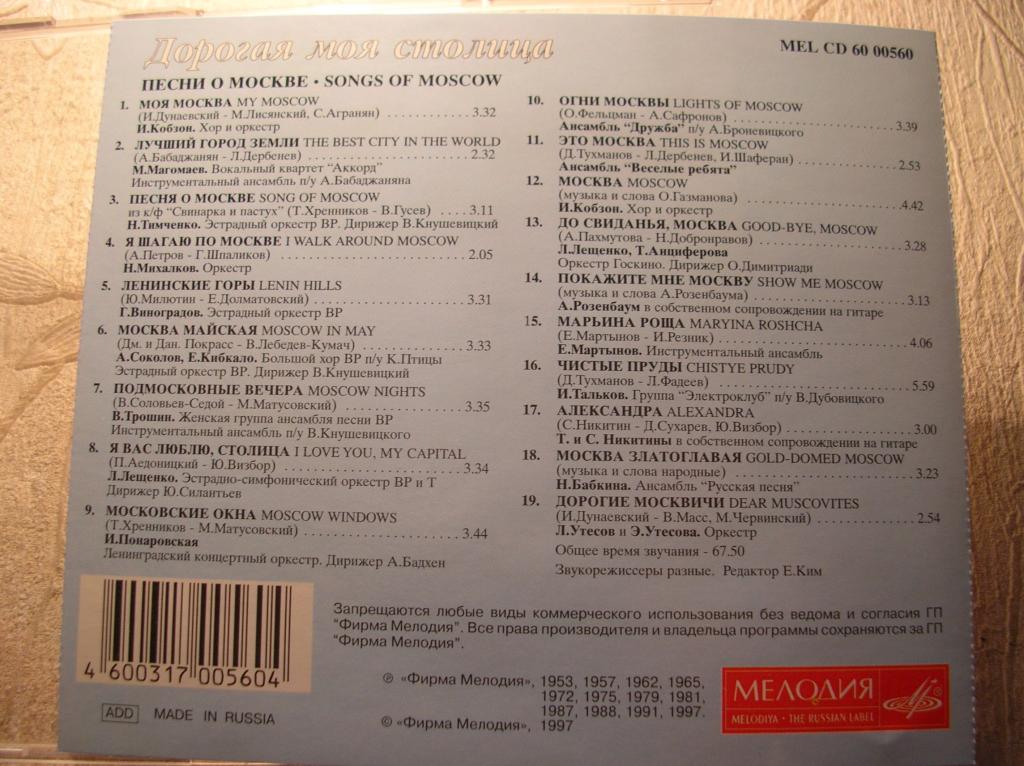 Дорогая моя столица
MEL CD 60 00560
ПЕСНИ О МОСКВЕ • SONGS OF MOSCOW
1. МОЯ МОСКВА MY MOSCOW
(И.Дунаевский - М.Лисянский, С.Агранян) ........3.32
И.Кобзон. Хор и оркестр
2. ЛУЧШИЙ ГОРОД ЗЕМЛИ THE BEST CITY IN THE WORLD
(А.Бабаджанян - Л.Дербенев) ........2.32
М.Магомаев. Вокальный квартет "Аккорд"
Инструментальный ансамбль п/у А.Бабаджаняна
3. ПЕСНЯ О МОСКВЕ SONG OF MOSCOW
из к/ф "Свинарка и пастух" (Т.Хренников - В.Гусев) ....3.11
Н.Тимченко. Эстрадный оркестр ВР. Дирижер В.Кнушевицкий
4. Я ШАГАЮ ПО МОСКВЕ I WALK AROUND MOSCOW
(А.Петров - Г.Шпаликов) ........2.05
Н.Михалков. Оркестр
5. ЛЕНИНСКИЕ ГОРЫ LENIN HILLS
(Ю.Милютин - Е.Долматовский) ........3.31
Г.Виноградов. Эстрадный оркестр ВР
6. МОСКВА МАЙСКАЯ MOSCOW IN MAY
(Дм. и Дан. Покрасс - В.Лебедев-Кумач) ........3.33
А.Соколов, Е.Кибкало. Большой хор ВР п/у К.Птицы
Эстрадный оркестр ВР. Дирижер В.Кнушевицкий
7. ПОДМОСКОВНЫЕ ВЕЧЕРА MOSCOW NIGHTS
(В.Соловьев-Седой - М.Матусовский) ........3.35
В.Трошин. Женская группа ансамбля песни ВР
Инструментальный ансамбль п/у В.Кнушевицкого
8. Я ВАС ЛЮБЛЮ, СТОЛИЦА I LOVE YOU, MY CAPITAL
(П.Аедоницкий - Ю.Визбор) ........3.34
Л.Лещенко. Эстрадно-симфонический оркестр ВР и Т
Дирижер Ю.Силантьев
9. МОСКОВСКИЕ ОКНА MOSCOW WINDOWS
(Т.Хренников - М.Матусовский) ........3.44
И.Понаровская
Ленинградский концертный оркестр. Дирижер А.Бадхен
10. ОГНИ МОСКВЫ LIGHTS OF MOSCOW
(О.Фельцман - А.Сафронов) ........3.39
Ансамбль "Дружба" п/у А.Броневицкого
11. ЭТО МОСКВА THIS IS MOSCOW
(Д.Тухманов - Л.Дербенев, И.Шаферан) ........2.53
Ансамбль "Веселые ребята"
12. МОСКВА MOSCOW
(музыка и слова О.Газманова) ........4.42
И.Кобзон. Хор и оркестр
13. ДО СВИДАНЬЯ, МОСКВА GOOD-BYE, MOSCOW
(А.Пахмутова - Н.Добронравов) ........3.28
Л.Лещенко, Т.Анциферова
Оркестр Госкино. Дирижер О.Димитриади
14. ПОКАЖИТЕ МНЕ МОСКВУ SHOW ME MOSCOW
(музыка и слова А.Розенбаума) ........3.13
А.Розенбаум в собственном сопровождении на гитаре
15. МАРЬИНА РОЩА MARYINA ROSHCHA
(Е.Мартынов - И.Резник) ........4.06
Е.Мартынов. Инструментальный ансамбль
16. ЧИСТЫЕ ПРУДЫ CHISTYE PRUDY
(Д.Тухманов - Л.Фадеев) ........5.59
И.Тальков. Группа "Электроклуб" п/у В.Дубовицкого
17. АЛЕКСАНДРА ALEXANDRA
(С.Никитин - Д.Сухарев, Ю.Визбор) ........3.00
Т. и С. Никитины в собственном сопровождении на гитаре
18. МОСКВА ЗЛАТОГЛАВАЯ GOLD-DOMED MOSCOW
(музыка и слова народные) ........3.23
Н.Бабкина. Ансамбль "Русская песня"
19. ДОРОГИЕ МОСКВИЧИ DEAR MUSCOVITES
(И.Дунаевский - В.Масс, М.Червинский) ........2.54
Л.Утесов и Э.Утесова. Оркестр
Общее время звучания - 67.50
Звукорежиссеры разные. Редактор Е.Ким
4 600317 005604
ADD MADE IN RUSSIA
Запрещаются любые виды коммерческого использования без ведома и согласия ГП
"Фирма Мелодия". Все права производителя и владельца программы сохраняются за ГП
"Фирма Мелодия".
℗ «Фирма Мелодия», 1953, 1957, 1962, 1965,
1972, 1975, 1979, 1981,
1987, 1988, 1991, 1997.
© «Фирма Мелодия», 1997
МЕЛОДИЯ
MELODIYA • THE RUSSIAN LABEL